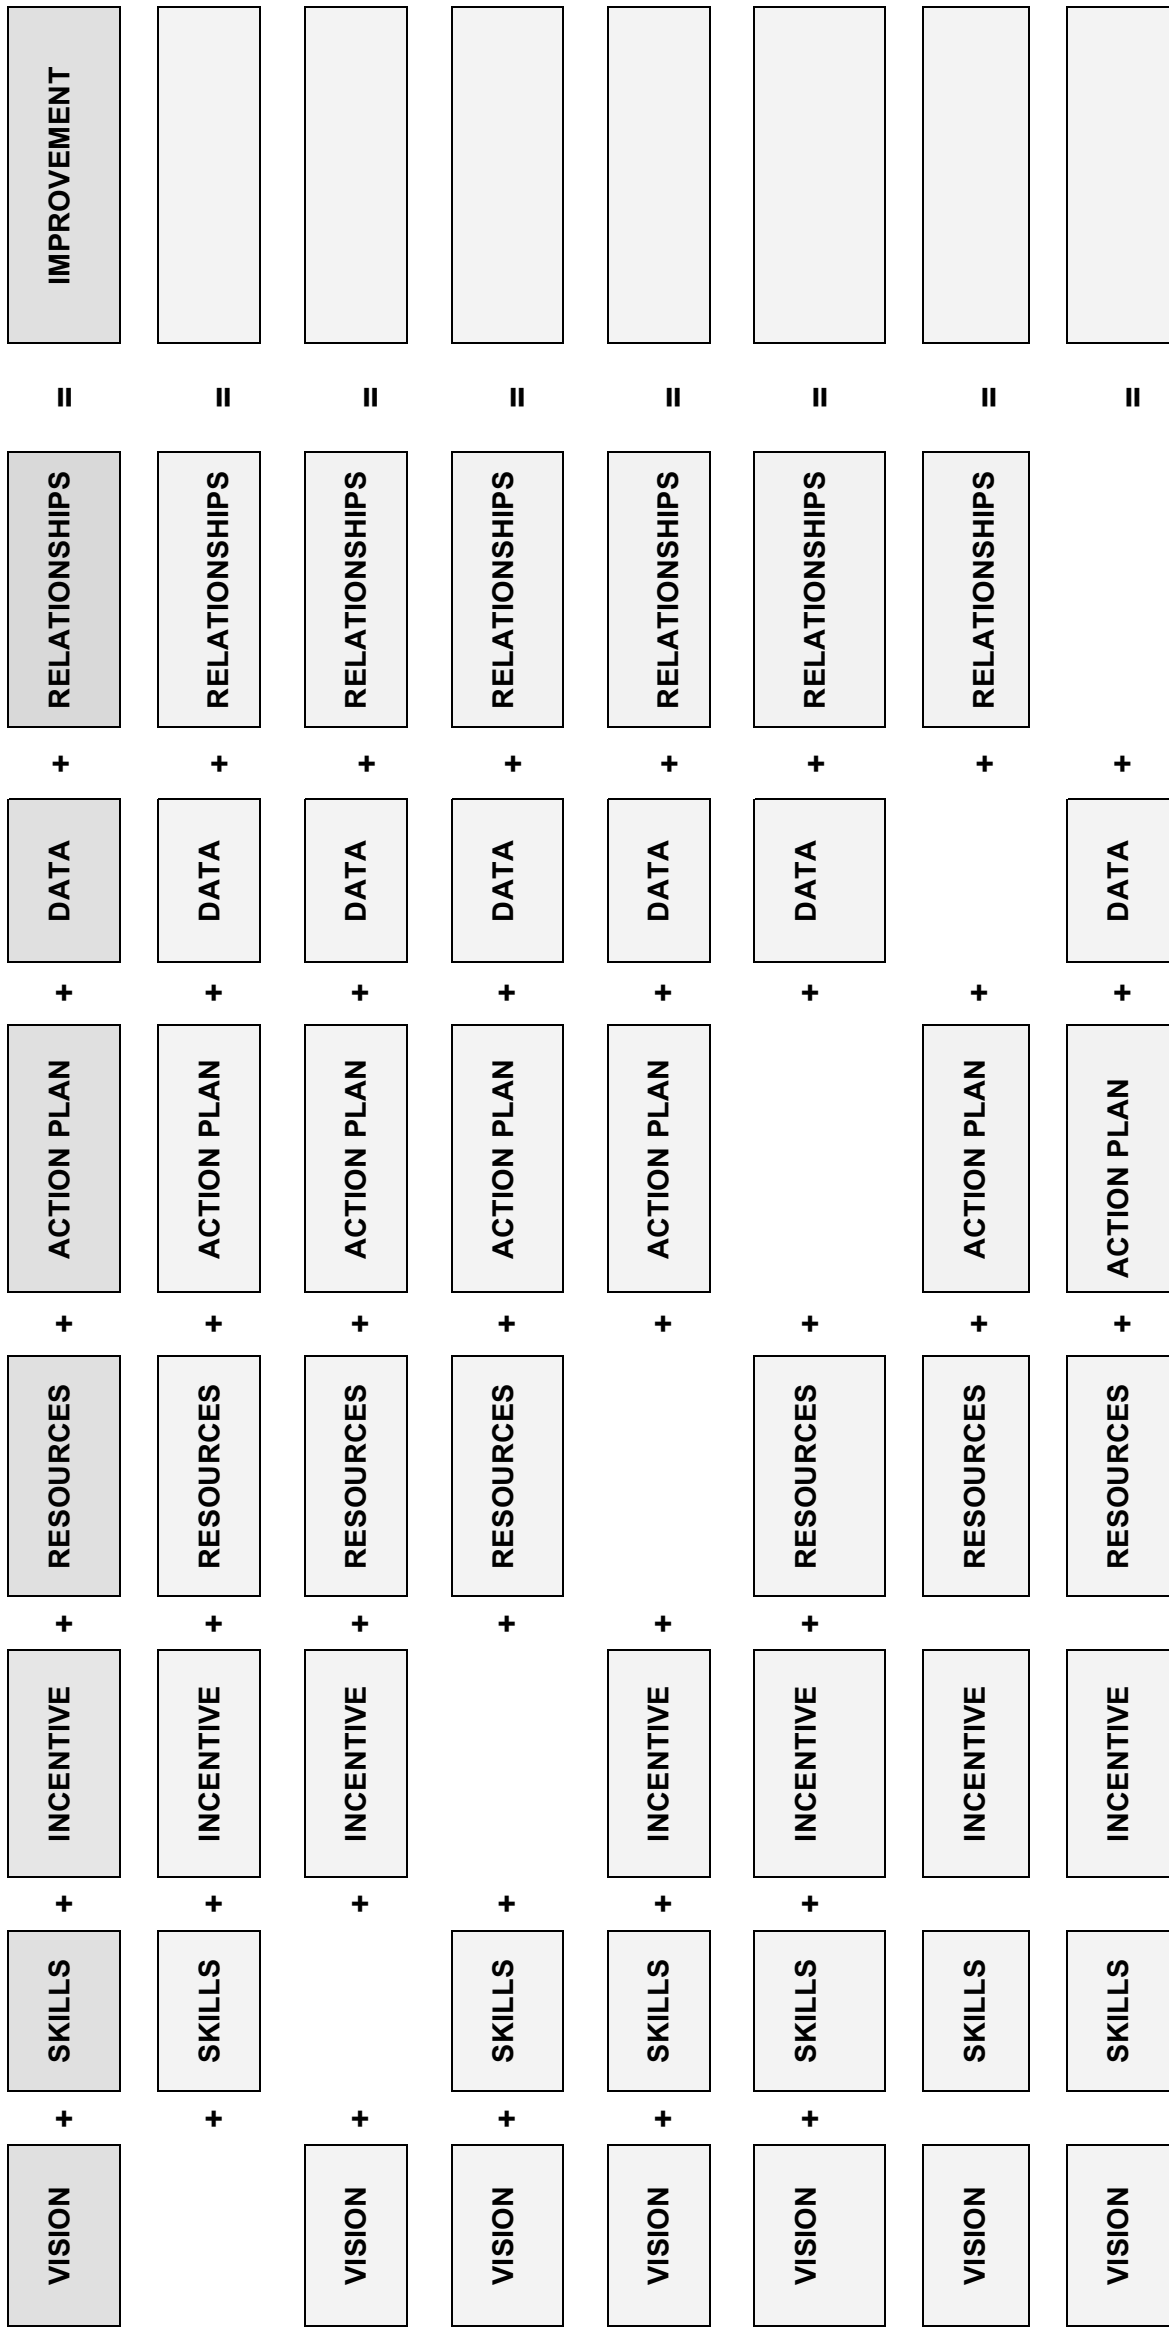 VISION + SKILLS + INCENTIVE + RESOURCES + ACTION PLAN + DATA + RELATIONSHIPS = IMPROVEMENT
+ SKILLS + INCENTIVE + RESOURCES + ACTION PLAN + DATA + RELATIONSHIPS =
VISION + + INCENTIVE + RESOURCES + ACTION PLAN + DATA + RELATIONSHIPS =
VISION + SKILLS + + RESOURCES + ACTION PLAN + DATA + RELATIONSHIPS =
VISION + SKILLS + INCENTIVE + + ACTION PLAN + DATA + RELATIONSHIPS =
VISION + SKILLS + INCENTIVE + RESOURCES + + DATA + RELATIONSHIPS =
VISION SKILLS INCENTIVE RESOURCES + ACTION PLAN + + RELATIONSHIPS =
VISION SKILLS INCENTIVE RESOURCES + ACTION PLAN + DATA + =